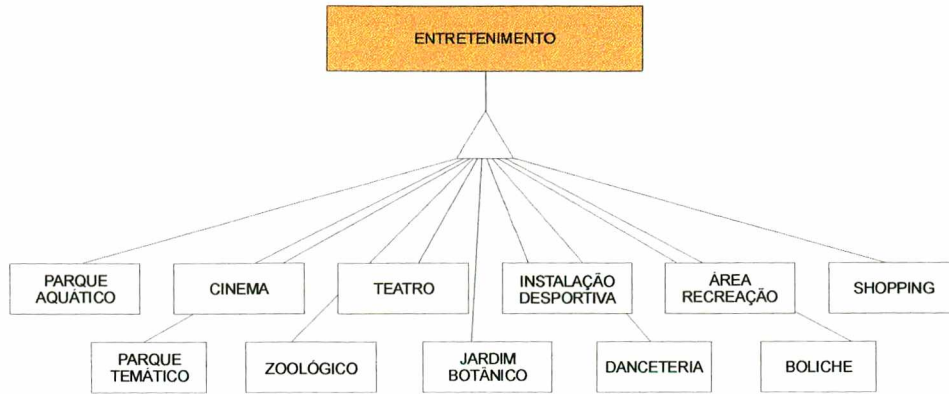 ENTRETENIMENTO
PARQUE
AQUÁTICO
CINEMA
TEATRO
INSTALAÇÃO
DESPORTIVA
ÁREA
RECREAÇÃO
SHOPPING
PARQUE
TEMÁTICO
ZOOLÓGICO
JARDIM
BOTÂNICO
DANCETERIA
BOLICHE